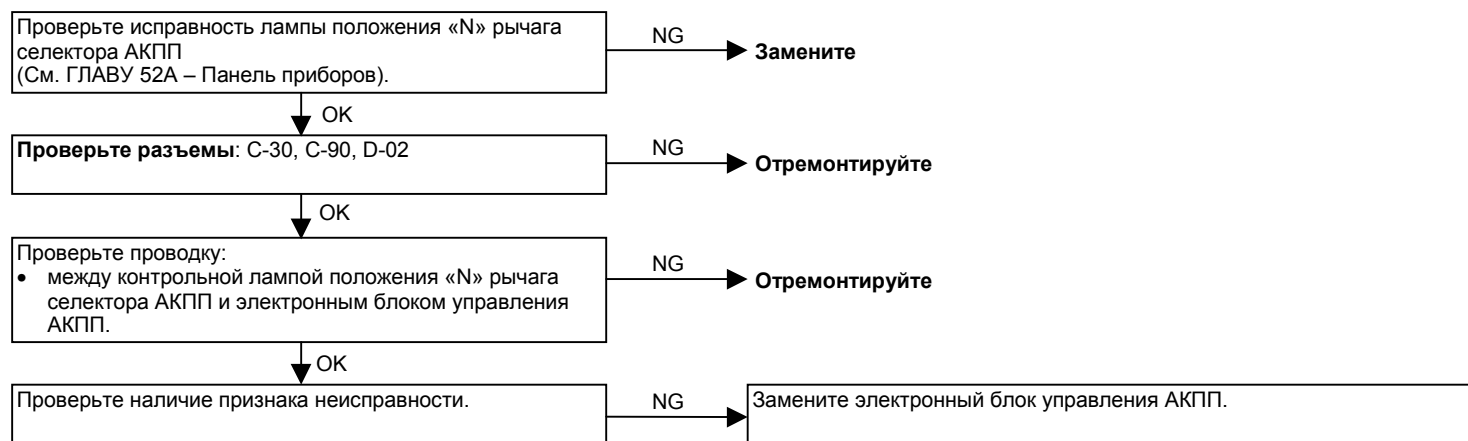 Проверьте исправность лампы положения «N» рычага
селектора АКПП
(См. ГЛАВУ 52А – Панель приборов).
NG
Замените
OK
Проверьте разъемы: C-30, C-90, D-02
NG
Отремонтируйте
OK
Проверьте проводку:
• между контрольной лампой положения «N» рычага
селектора АКПП и электронным блоком управления
АКПП.
NG
Отремонтируйте
OK
Проверьте наличие признака неисправности.
NG
Замените электронный блок управления АКПП.